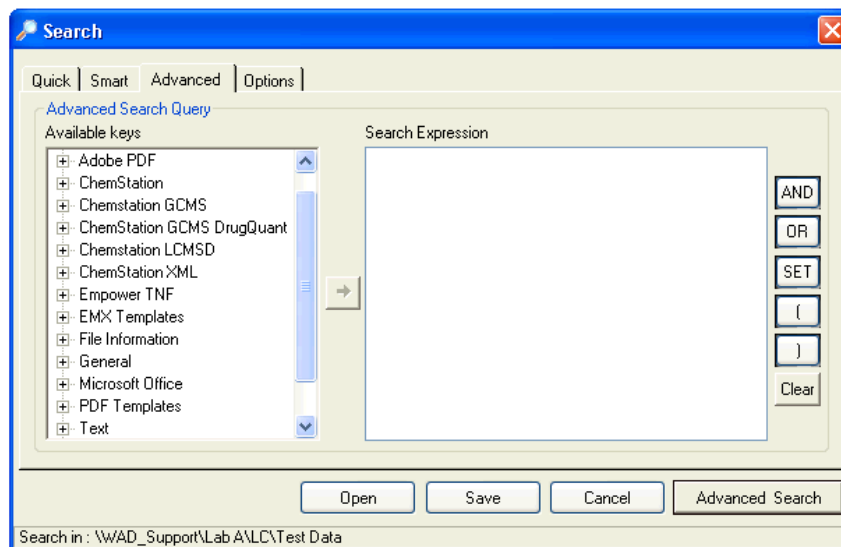 Search
Quick Smart Advanced Options
Advanced Search Query
Available keys
Adobe PDF
ChemStation
Chemstation GCMS
ChemStation GCMS DrugQuant
Chemstation LCMSD
ChemStation XML
Empower TNF
EMX Templates
File Information
General
Microsoft Office
PDF Templates
Text
Search Expression
AND
OR
SET
(
)
Clear
Open Save Cancel Advanced Search
Search in : \WAD_Support\Lab A\LC\Test Data